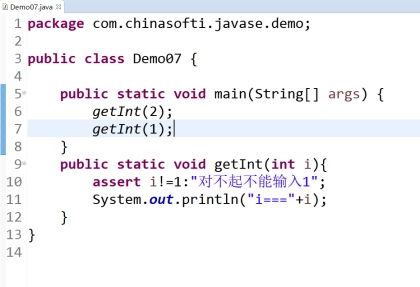 Demo07.java
1 package com.chinasofti.javase.demo;
2
3 public class Demo07 {
4
5     public static void main(String[] args) {
6         getInt(2);
7         getInt(1);
8     }
9     public static void getInt(int i){
10         assert i!=1:"对不起不能输入1";
11         System.out.println("i==="+i);
12     }
13 }
14